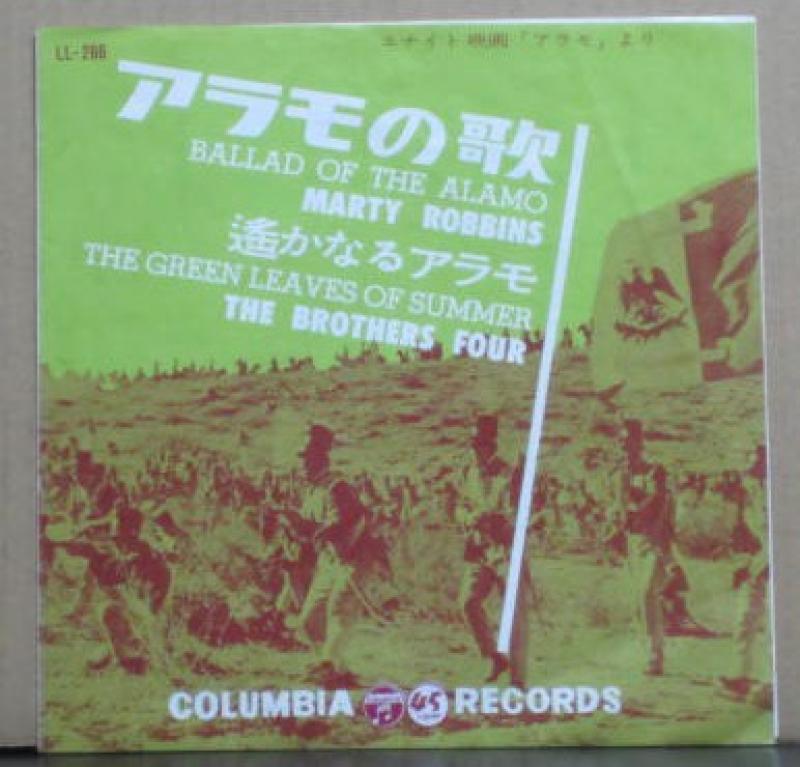 LL-266
ユナイト映画「アラモ」より
アラモの歌
BALLAD OF THE ALAMO
MARTY ROBBINS
遙かなるアラモ
THE GREEN LEAVES OF SUMMER
THE BROTHERS FOUR
COLUMBIA 45 RECORDS